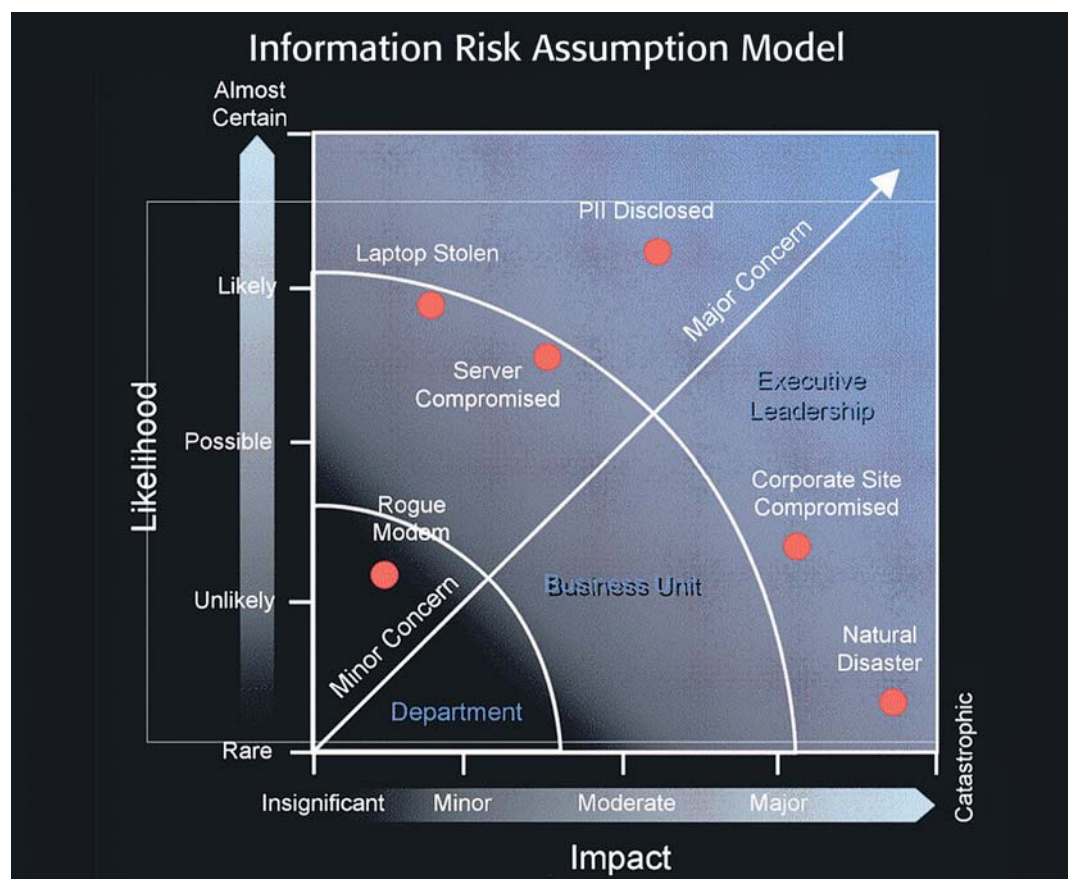 Information Risk Assumption Model
Almost
Certain
PII Disclosed
Laptop Stolen
Major Concern
Likely
Server
Compromised
Executive
Leadership
Likelihood
Possible
Corporate Site
Compromised
Rogue
Modem
Business Unit
Unlikely
Minor Concern
Natural
Disaster
Department
Rare
Catastrophic
Insignificant
Minor
Moderate
Major
Impact